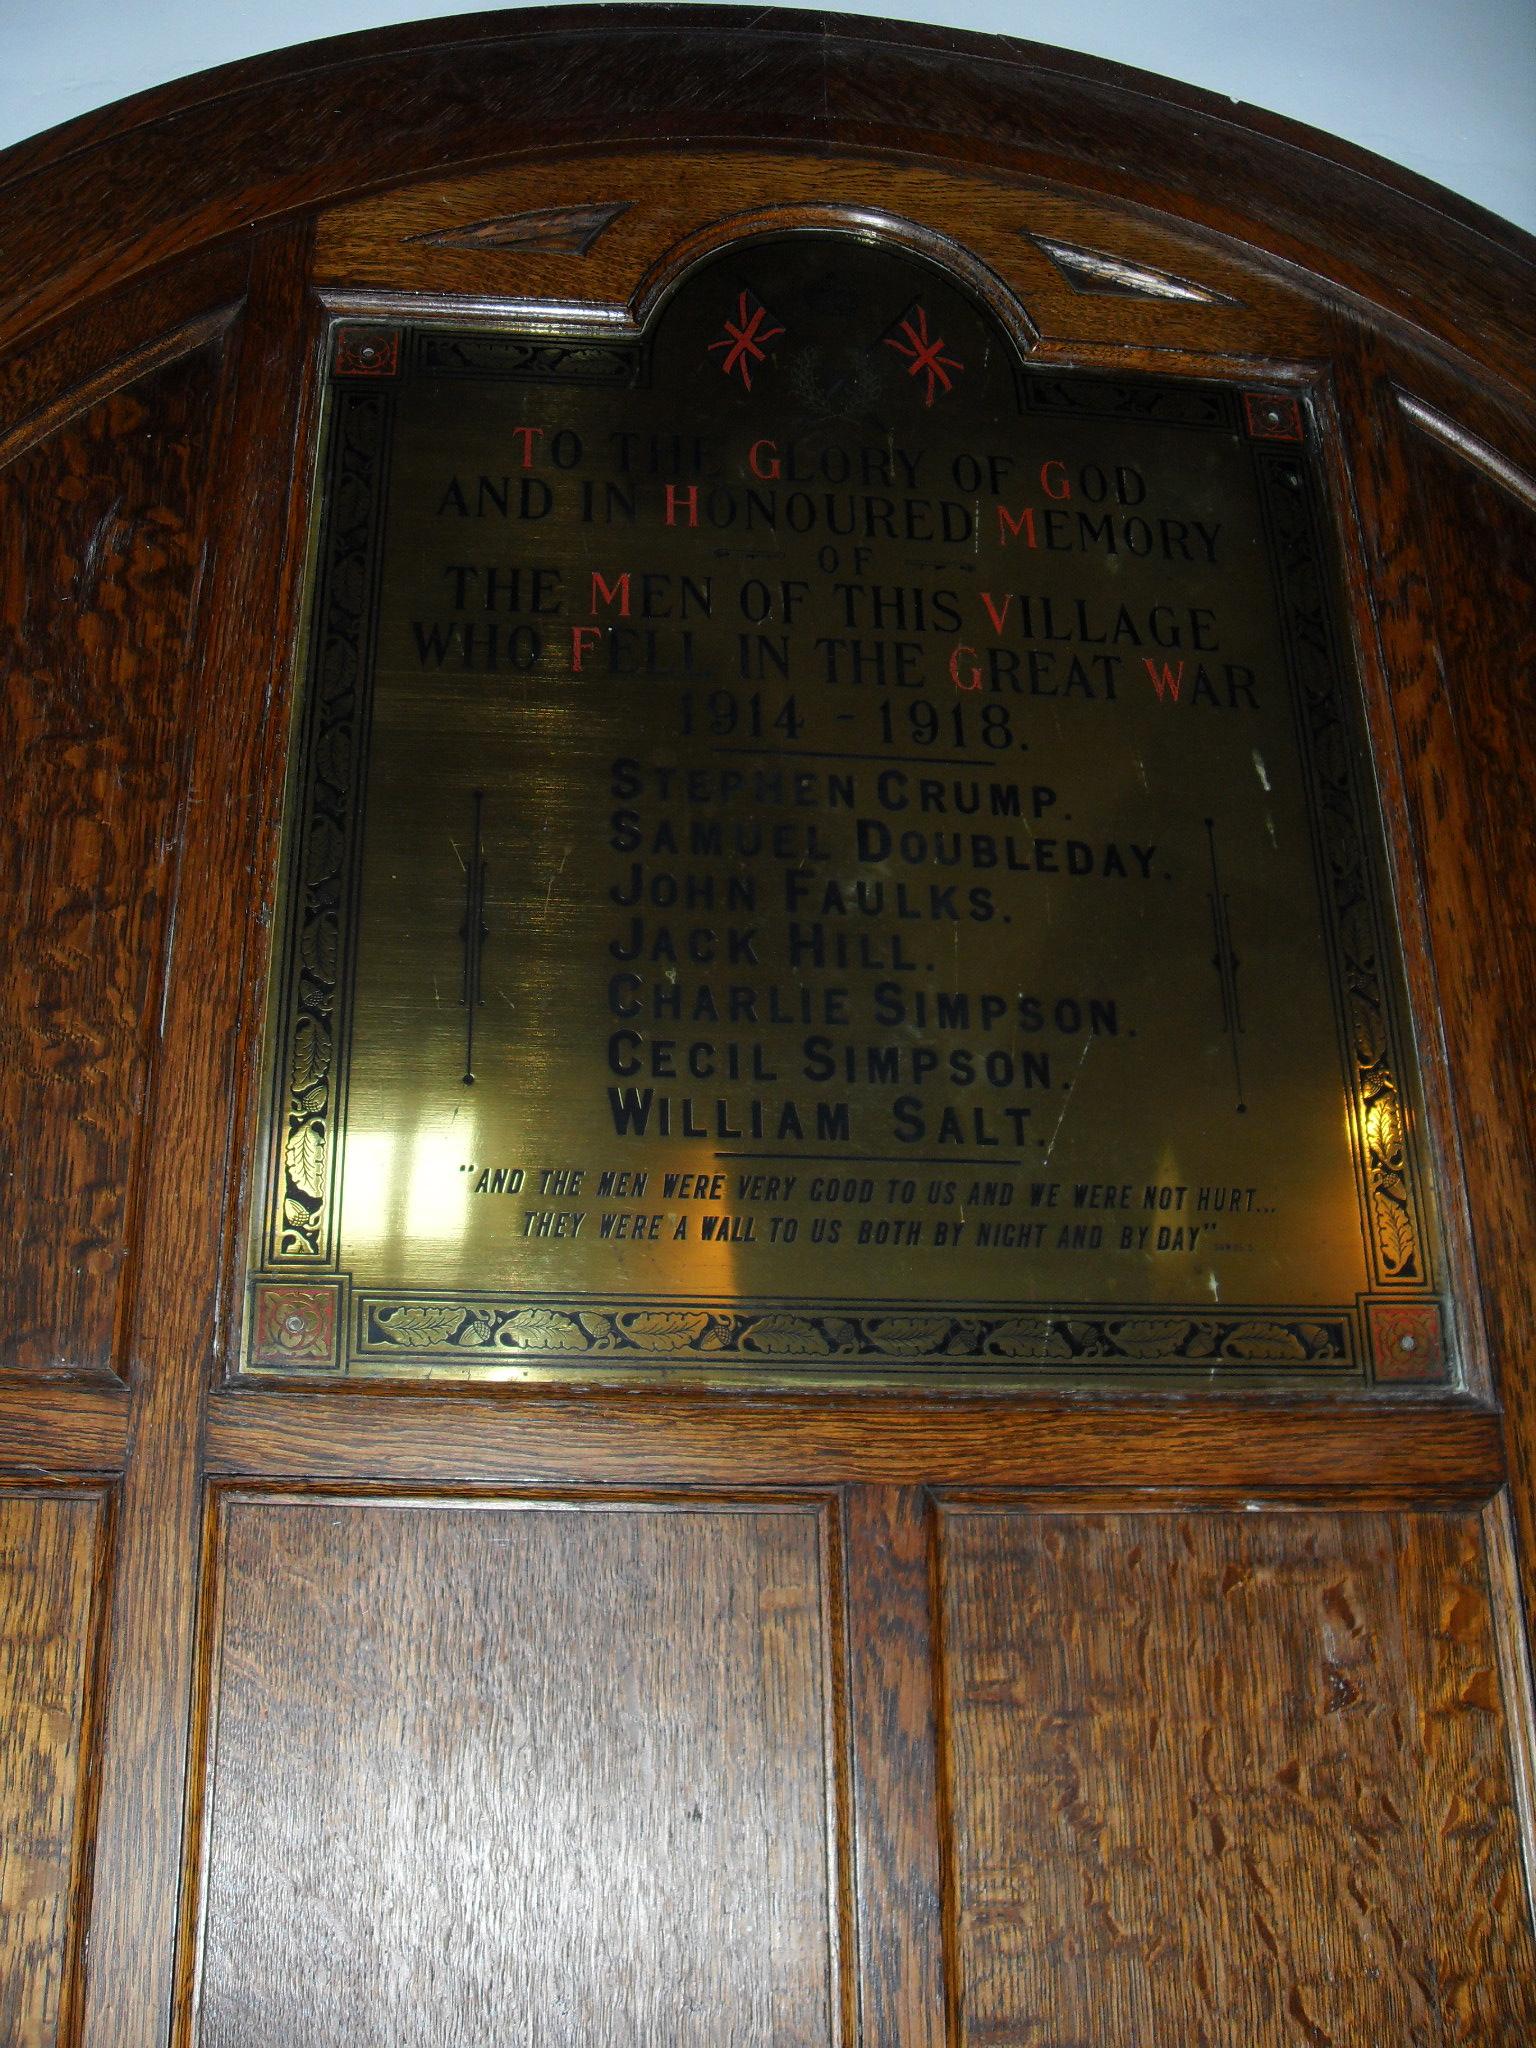 TO THE GLORY OF GOD
AND IN HONOURED MEMORY
OF
THE MEN OF THIS VILLAGE
WHO FELL IN THE GREAT WAR
1914 - 1918.
STEPHEN CRUMP.
SAMUEL DOUBLEDAY.
JOHN FAULKS.
JACK HILL.
CHARLIE SIMPSON.
CECIL SIMPSON.
WILLIAM SALT.
"AND THE MEN WERE VERY GOOD TO US AND WE WERE NOT HURT...
THEY WERE A WALL TO US BOTH BY NIGHT AND BY DAY"